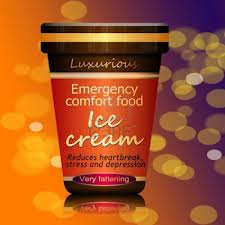 Luxurious
Emergency
comfort food
Ice
cream
Reduces heartbreak,
stress and depression
Very fattening